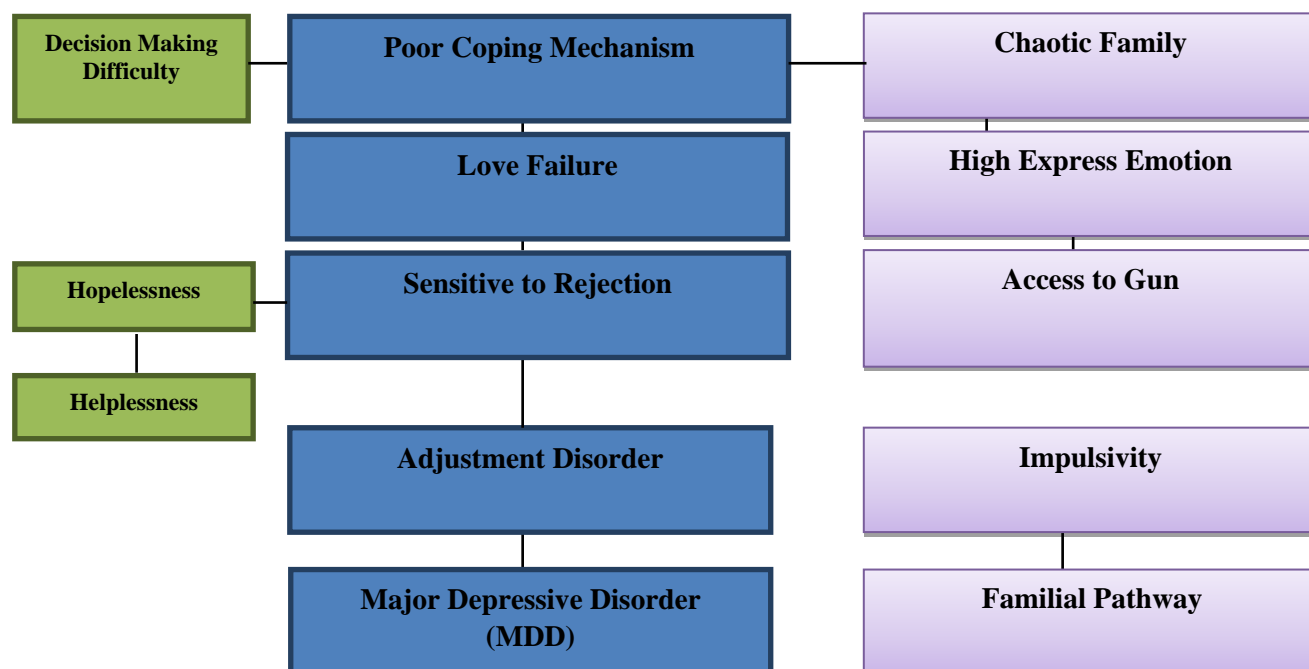 Decision Making
Difficulty
Poor Coping Mechanism
Chaotic Family
Love Failure
High Express Emotion
Hopelessness
Sensitive to Rejection
Access to Gun
Helplessness
Adjustment Disorder
Impulsivity
Major Depressive Disorder
(MDD)
Familial Pathway